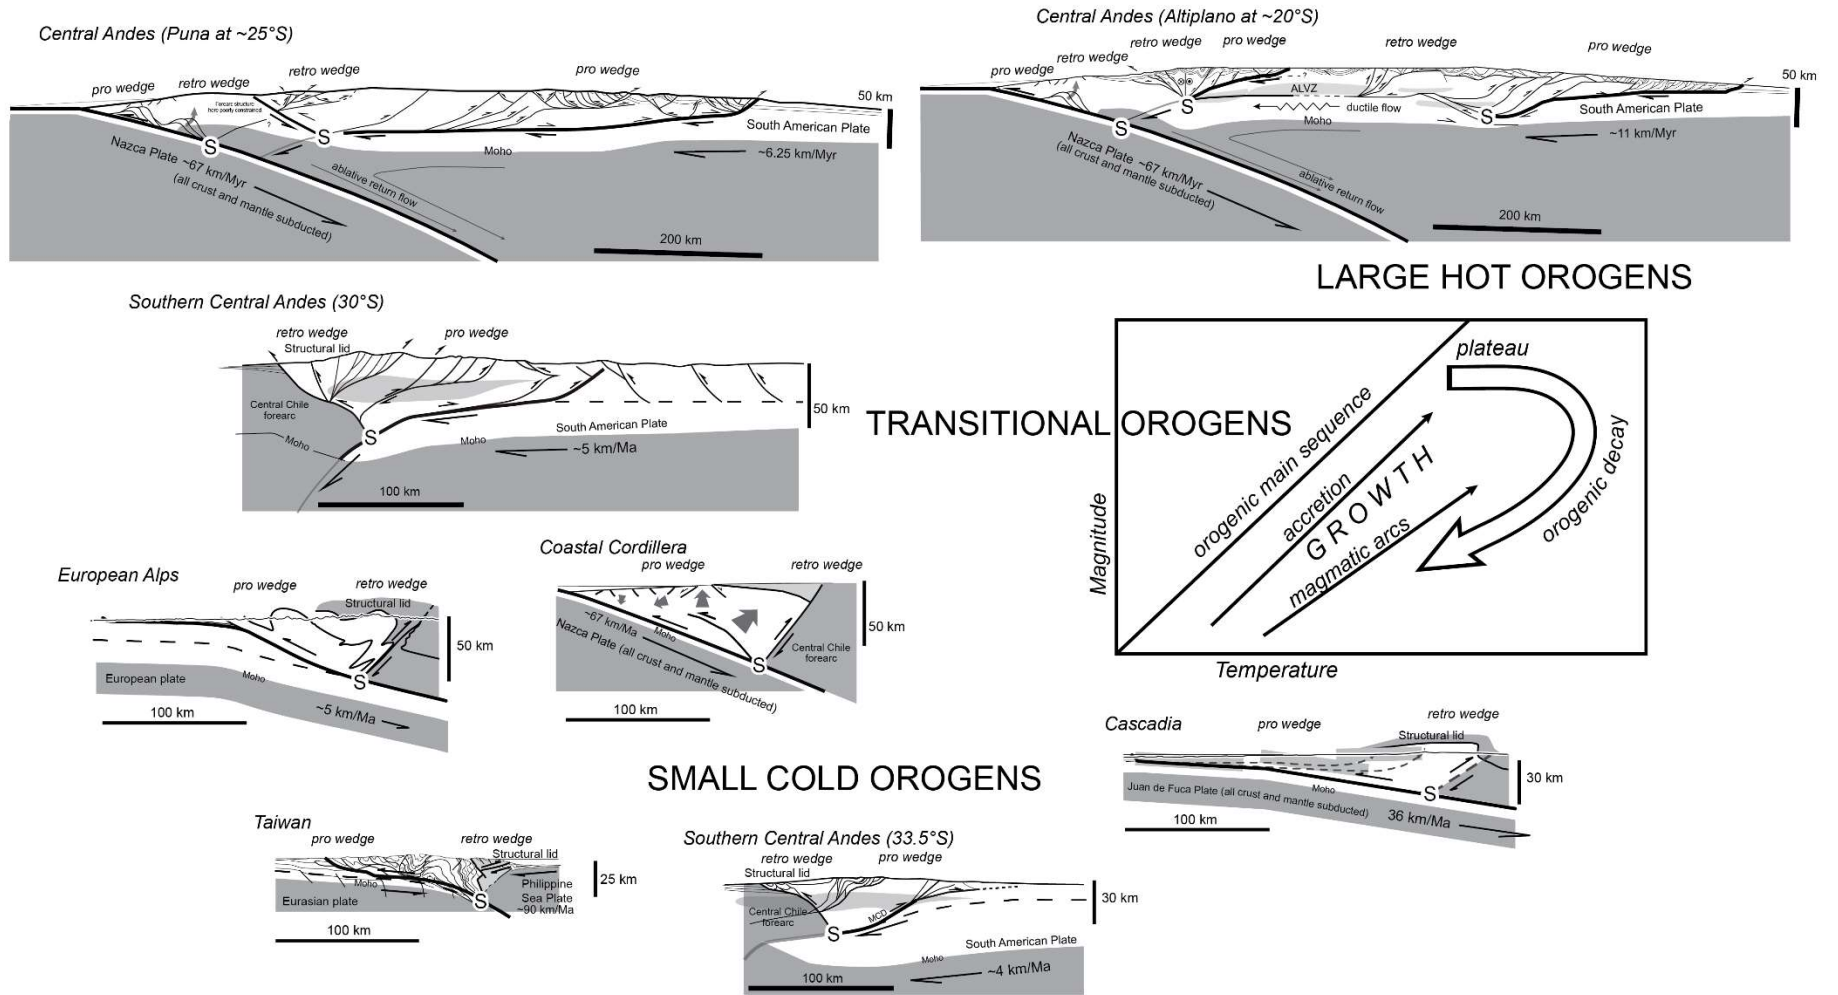 Central Andes (Puna at ~25°S)
pro wedge
retro wedge
retro wedge
pro wedge
Forearc structure
here poorly constrained
?
50 km
S
S
South American Plate
Moho
~6.25 km/Myr
Nazca Plate ~67 km/Myr
(all crust and mantle subducted)
ablative return flow
200 km
Central Andes (Altiplano at ~20°S)
pro wedge
retro wedge
retro wedge
pro wedge
retro wedge
pro wedge
50 km
?
ALVZ
S
S
S
ductile flow
South American Plate
Moho
~11 km/Myr
Nazca Plate ~67 km/Myr
(all crust and mantle subducted)
ablative return flow
200 km
LARGE HOT OROGENS
Southern Central Andes (30°S)
retro wedge
pro wedge
Structural lid
Central Chile
forearc
50 km
S
Moho
Moho
South American Plate
~5 km/Ma
100 km
TRANSITIONAL OROGENS
plateau
orogenic main sequence
accretion
GROWTH
magmatic arcs
orogenic decay
Magnitude
Temperature
European Alps
pro wedge
retro wedge
Structural lid
50 km
S
European plate
Moho
~5 km/Ma
100 km
Coastal Cordillera
pro wedge
retro wedge
50 km
~67 km/Ma
Moho
Nazca Plate (all crust and mantle subducted)
S
Central Chile
forearc
100 km
Cascadia
pro wedge
retro wedge
Structural lid
30 km
Moho
S
Juan de Fuca Plate (all crust and mantle subducted)
36 km/Ma
100 km
SMALL COLD OROGENS
Taiwan
pro wedge
retro wedge
Structural lid
25 km
Moho
S
Eurasian plate
Philippine
Sea Plate
~90 km/Ma
100 km
Southern Central Andes (33.5°S)
retro wedge
pro wedge
Structural lid
30 km
Central Chile
forearc
MCD
S
South American Plate
Moho
~4 km/Ma
100 km